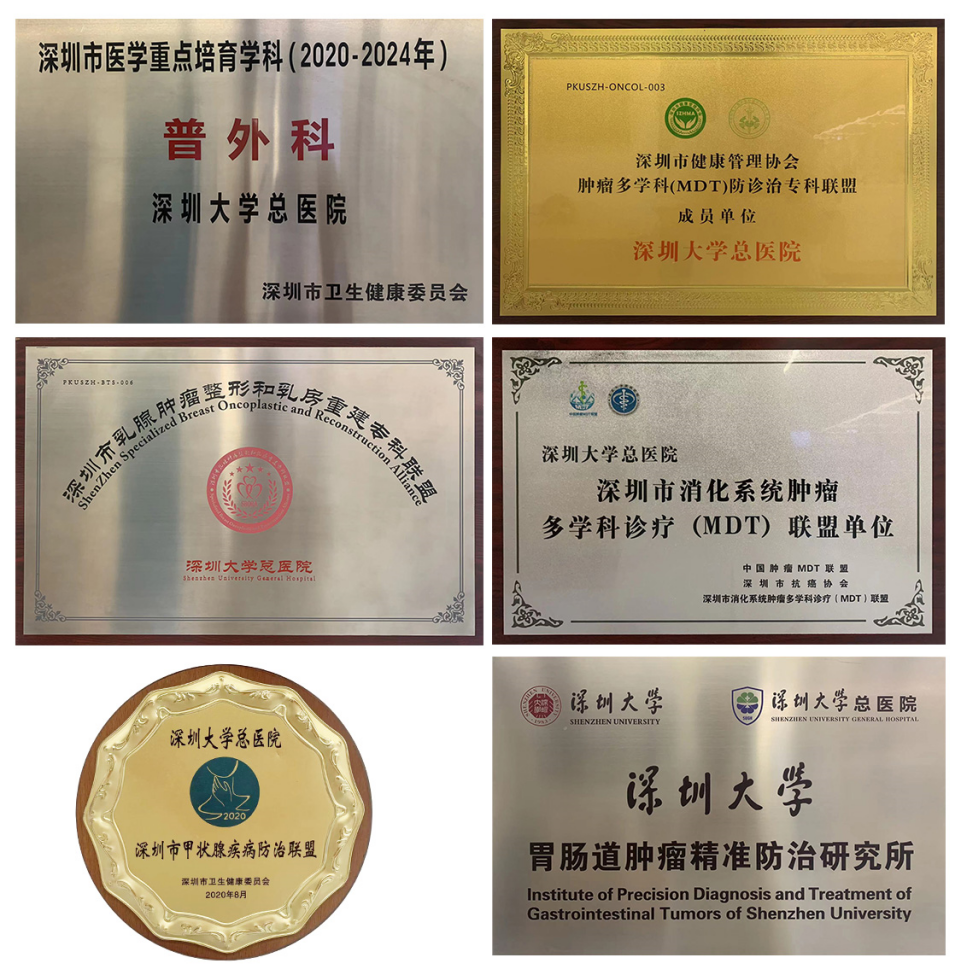 深圳市医学重点培育学科(2020-2024年)
普外科
深圳大学总医院
深圳市卫生健康委员会
PKUSZH-ONCOL-003
深圳市健康管理协会
肿瘤多学科(MDT)防诊治专科联盟
成员单位
深圳大学总医院
PKUSZH-BTS-006
深圳市乳腺肿瘤整形和乳房重建专科联盟
ShenZhen Specialized Breast Oncoplastic and Reconstruction Alliance
深圳大学总医院
Shenzhen University General Hospital
深圳大学总医院
深圳市消化系统肿瘤
多学科诊疗 (MDT) 联盟单位
中国肿瘤MDT联盟
深圳市抗癌协会
深圳市消化系统肿瘤多学科诊疗(MDT)联盟
深圳大学总医院
2020
深圳市甲状腺疾病防治联盟
深圳市卫生健康委员会
2020年8月
深圳大学
SHENZHEN UNIVERSITY
深圳大学总医院
SHENZHEN UNIVERSITY GENERAL HOSPITAL
深圳大学
胃肠道肿瘤精准防治研究所
Institute of Precision Diagnosis and Treatment of
Gastrointestinal Tumors of Shenzhen University